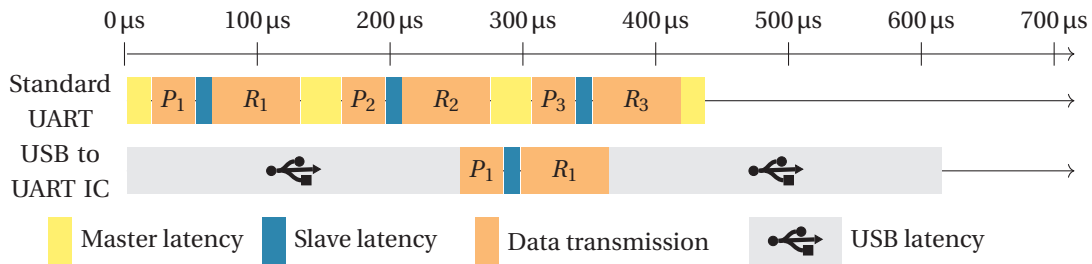 0 µs 100 µs 200 µs 300 µs 400 µs 500 µs 600 µs 700 µs
Standard
UART
P1 R1 P2 R2 P3 R3
USB to
UART IC
P1 R1
Master latency Slave latency Data transmission USB latency